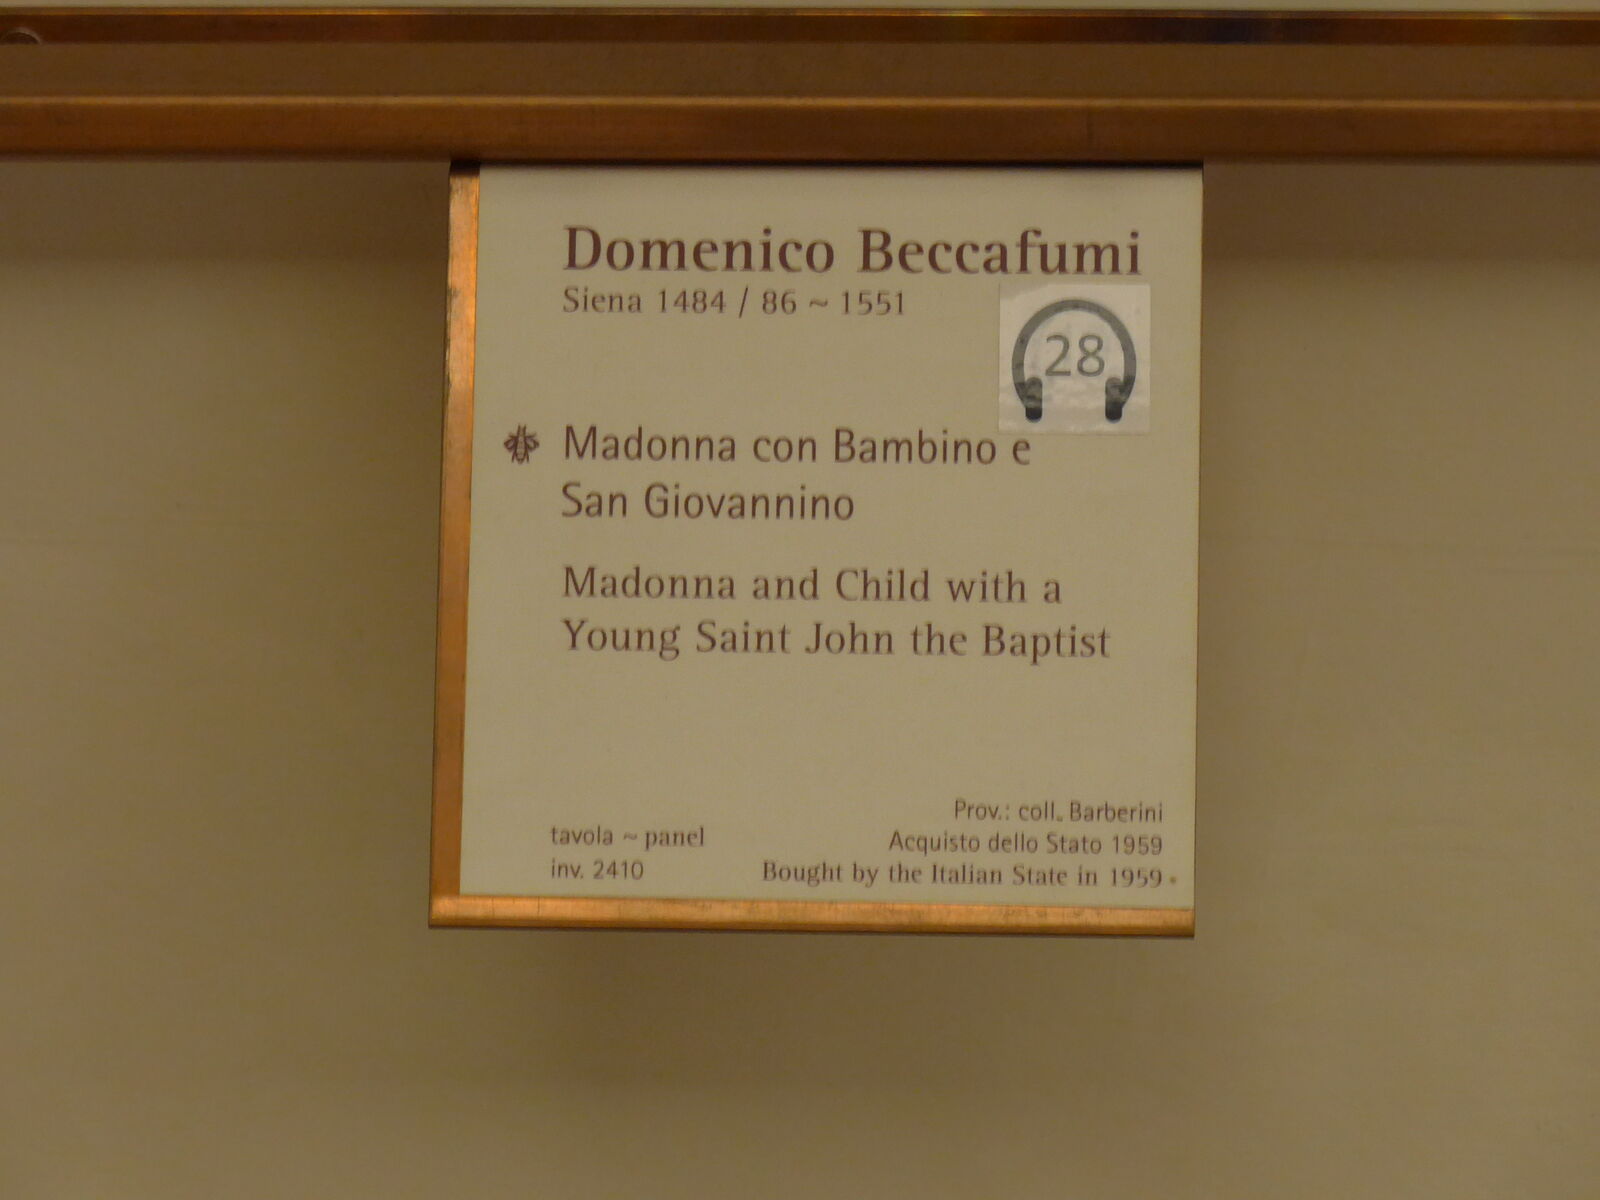 Domenico Beccafumi
Siena 1484 / 86 ~ 1551
28
Madonna con Bambino e
San Giovannino
Madonna and Child with a
Young Saint John the Baptist
tavola ~ panel
inv. 2410
Prov.: coll. Barberini
Acquisto dello Stato 1959
Bought by the Italian State in 1959